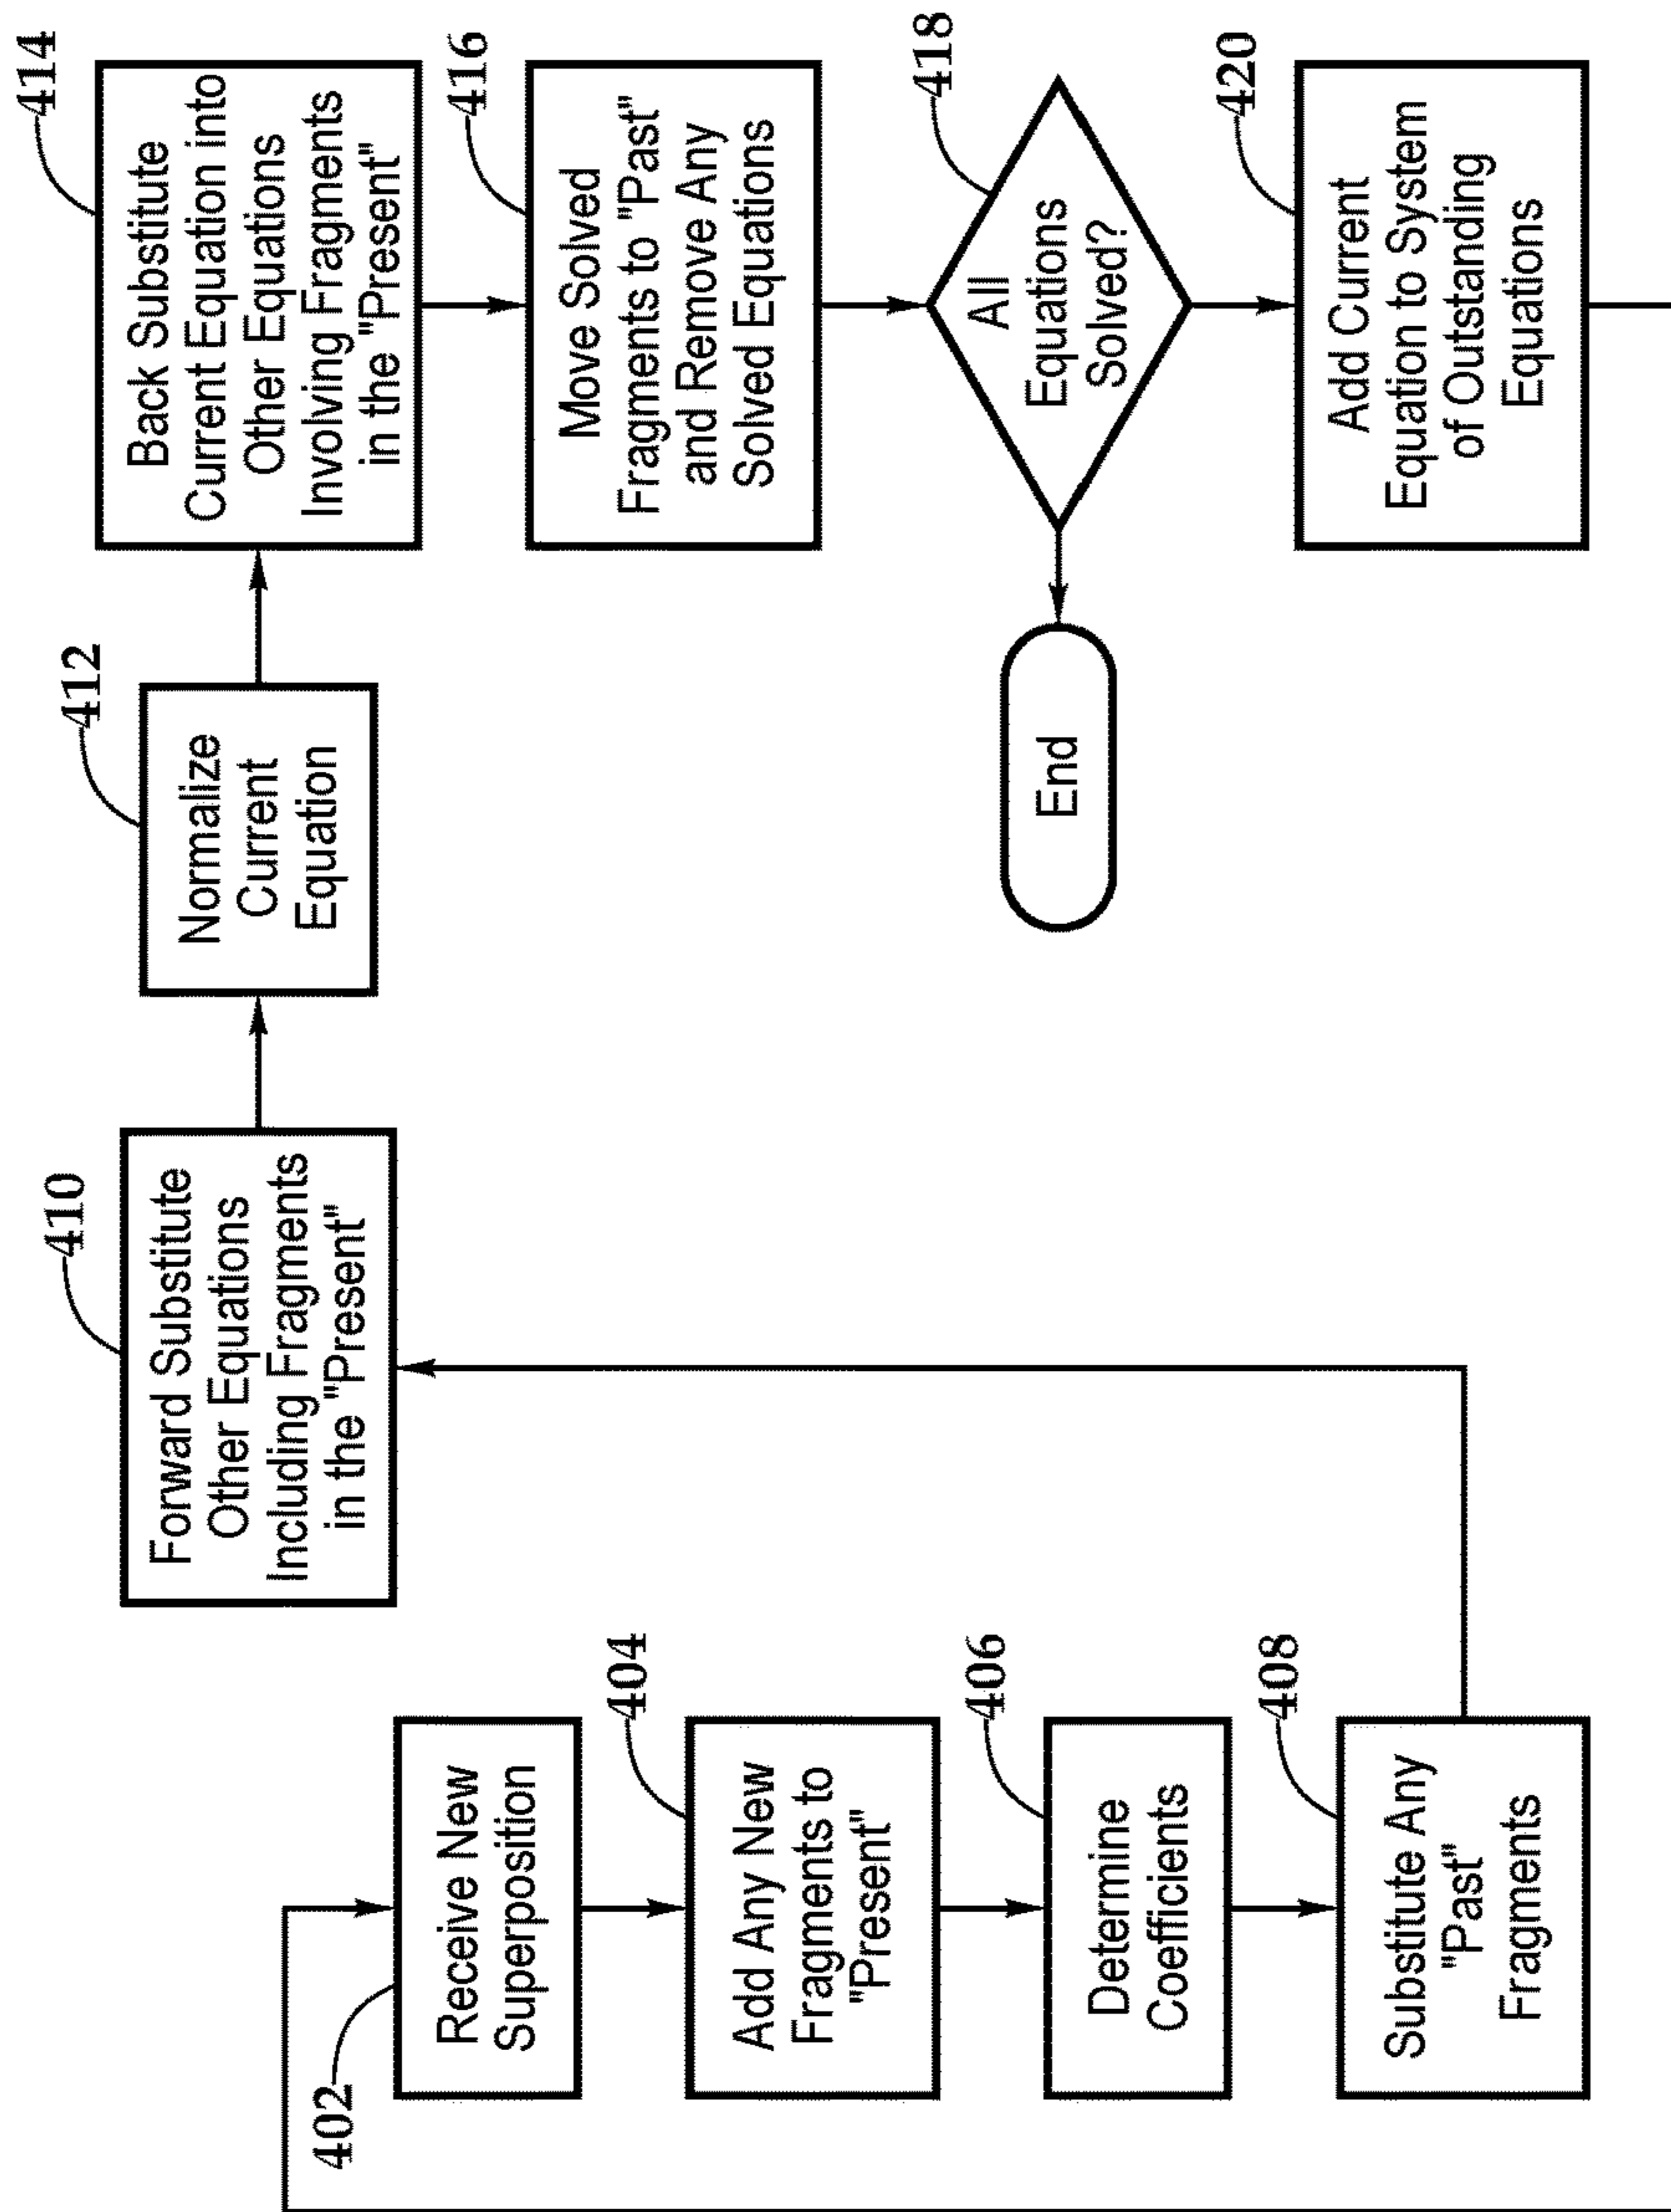 402
Receive New
Superposition
404
Add Any New
Fragments to
"Present"
406
Determine
Coefficients
408
Substitute Any
"Past"
Fragments
410
Forward Substitute
Other Equations
Including Fragments
in the "Present"
412
Normalize
Current
Equation
414
Back Substitute
Current Equation into
Other Equations
Involving Fragments
in the "Present"
416
Move Solved
Fragments to "Past"
and Remove Any
Solved Equations
418
All
Equations
Solved?
End
420
Add Current
Equation to System
of Outstanding
Equations